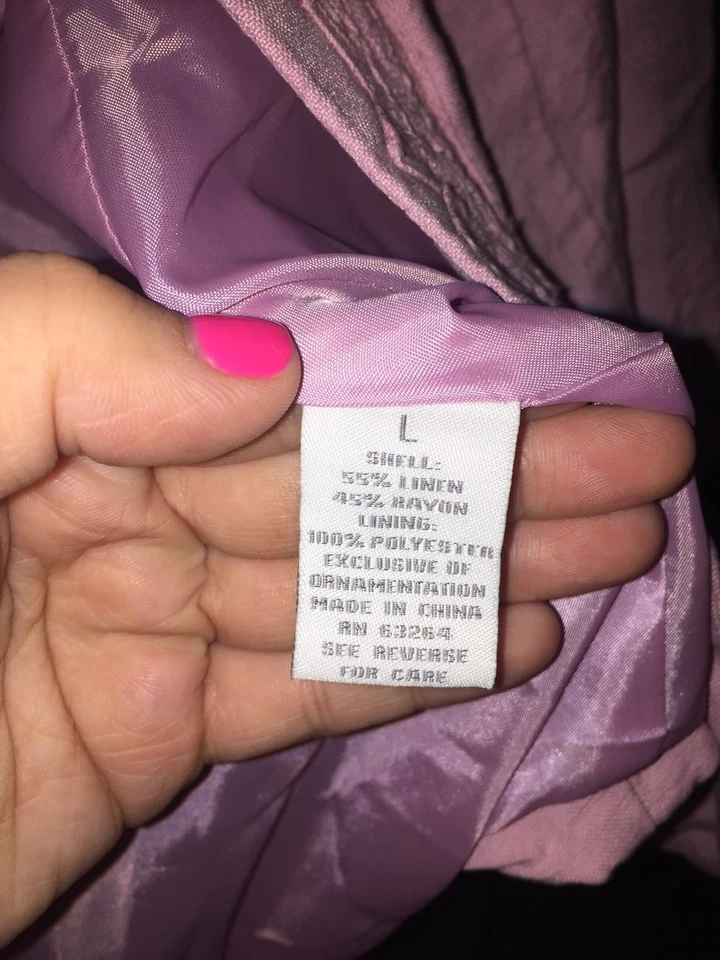 L
SHELL:
55% LINEN
45% RAYON
LINING:
100% POLYESTER
EXCLUSIVE OF
ORNAMENTATION
MADE IN CHINA
RN 63264
SEE REVERSE
FOR CARE